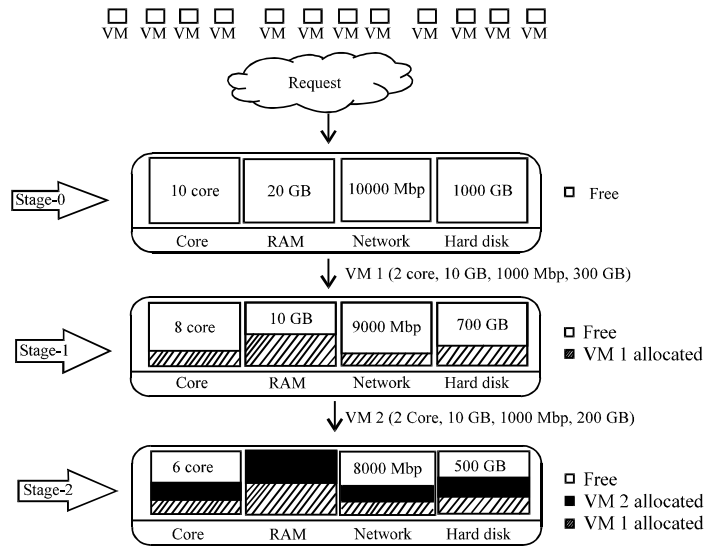 VM VM VM VM VM VM VM VM VM VM VM VM
Request
Stage-0
10 core 20 GB 10000 Mbp 1000 GB
Core RAM Network Hard disk
Free
VM 1 (2 core, 10 GB, 1000 Mbp, 300 GB)
Stage-1
8 core 10 GB 9000 Mbp 700 GB
Core RAM Network Hard disk
Free
VM 1 allocated
VM 2 (2 Core, 10 GB, 1000 Mbp, 200 GB)
Stage-2
6 core 8000 Mbp 500 GB
Core RAM Network Hard disk
Free
VM 2 allocated
VM 1 allocated